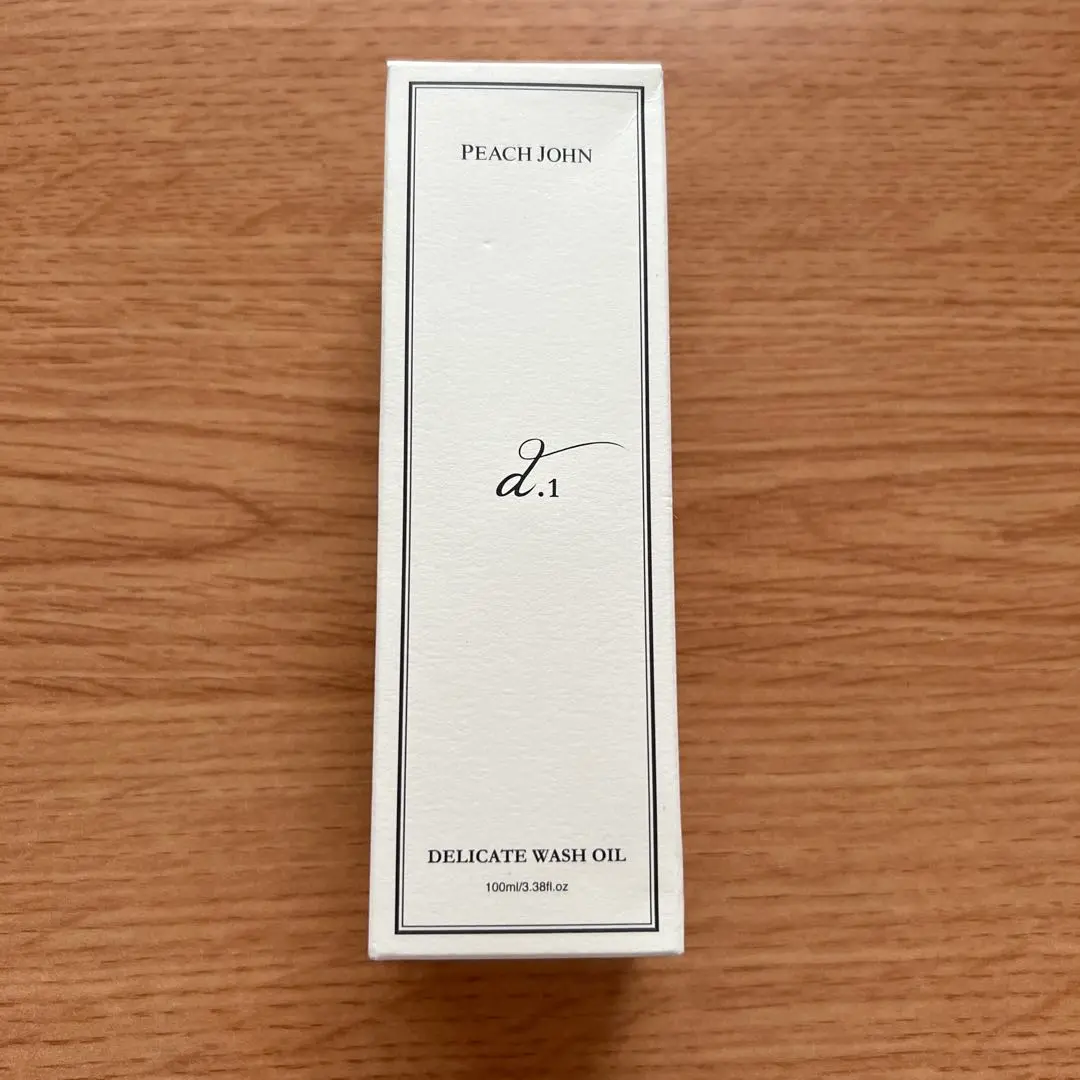 PEACH JOHN
d.1
DELICATE WASH OIL
100ml/3.38fl.oz